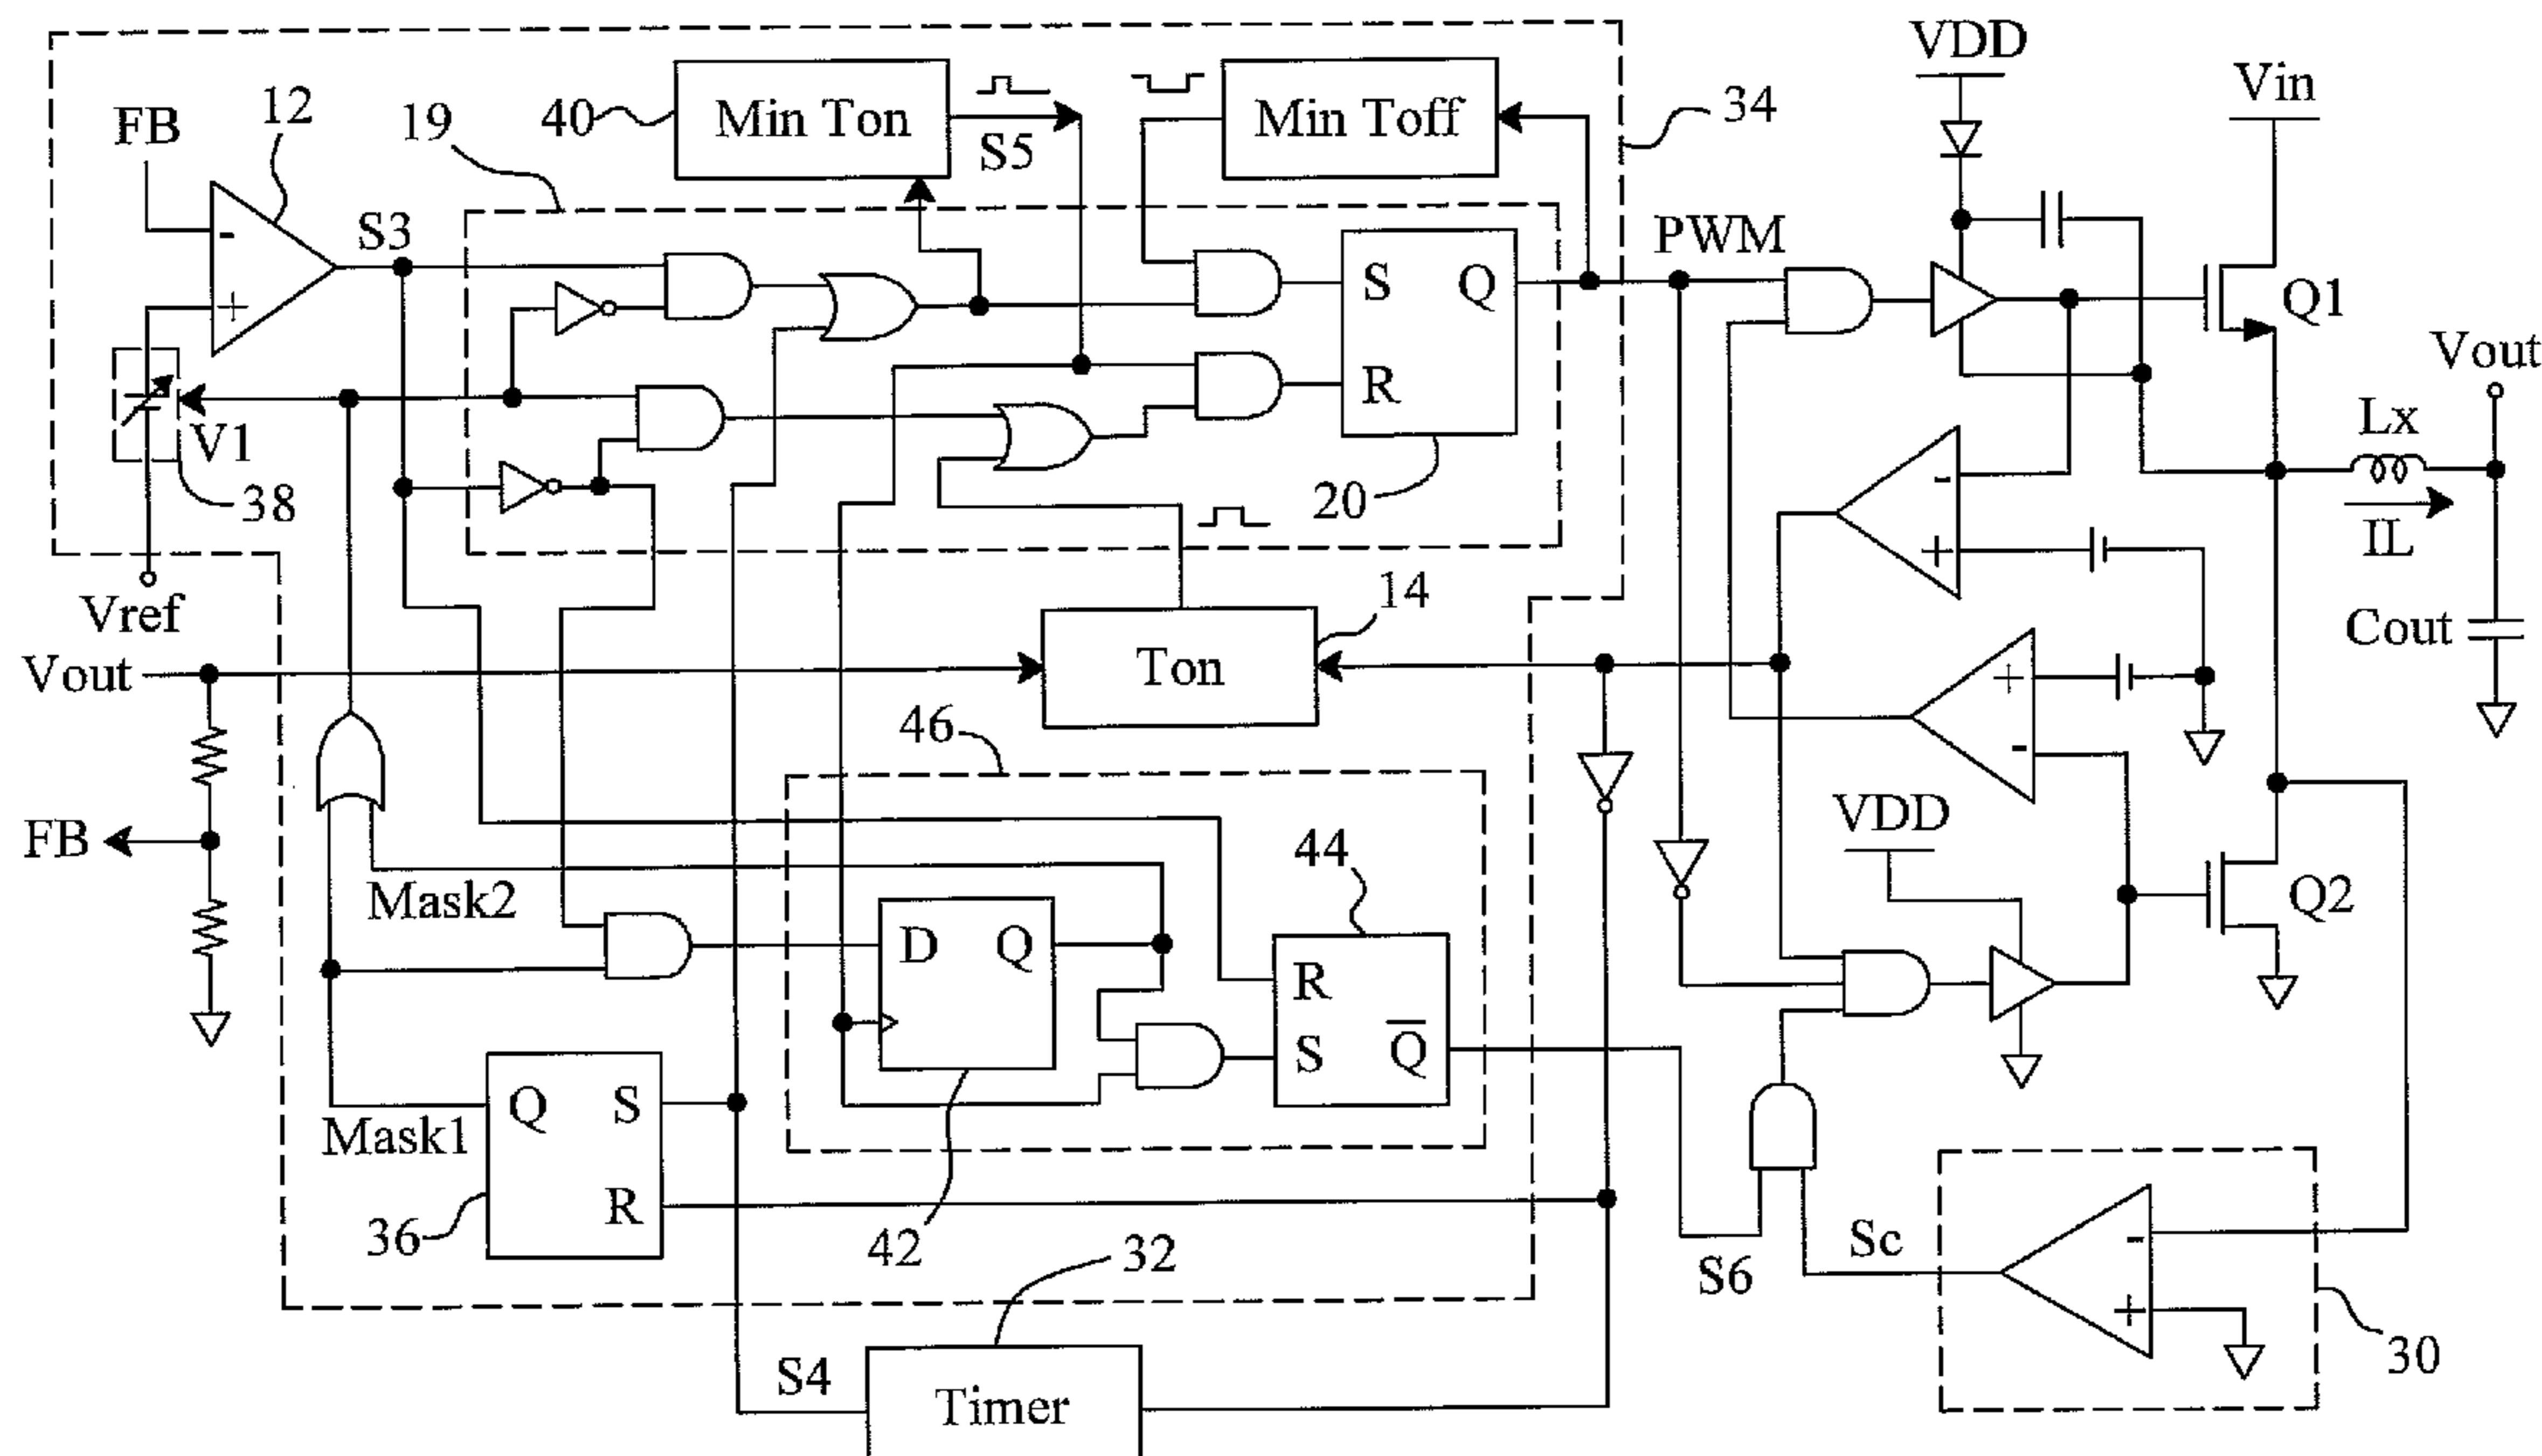 VDD
Vin
FB
12
19
40
Min Ton
S5
Min Toff
34
S3
PWM
-
+
S
Q
R
Q1
Vout
V1
38
20
Lx
IL
-
+
Vref
14
Cout
Vout
Ton
46
+
-
FB
Mask2
44
VDD
D
Q
R
S
Q̅
Q2
Mask1
Q
S
R
36
42
32
S6
Sc
-
+
30
S4
Timer